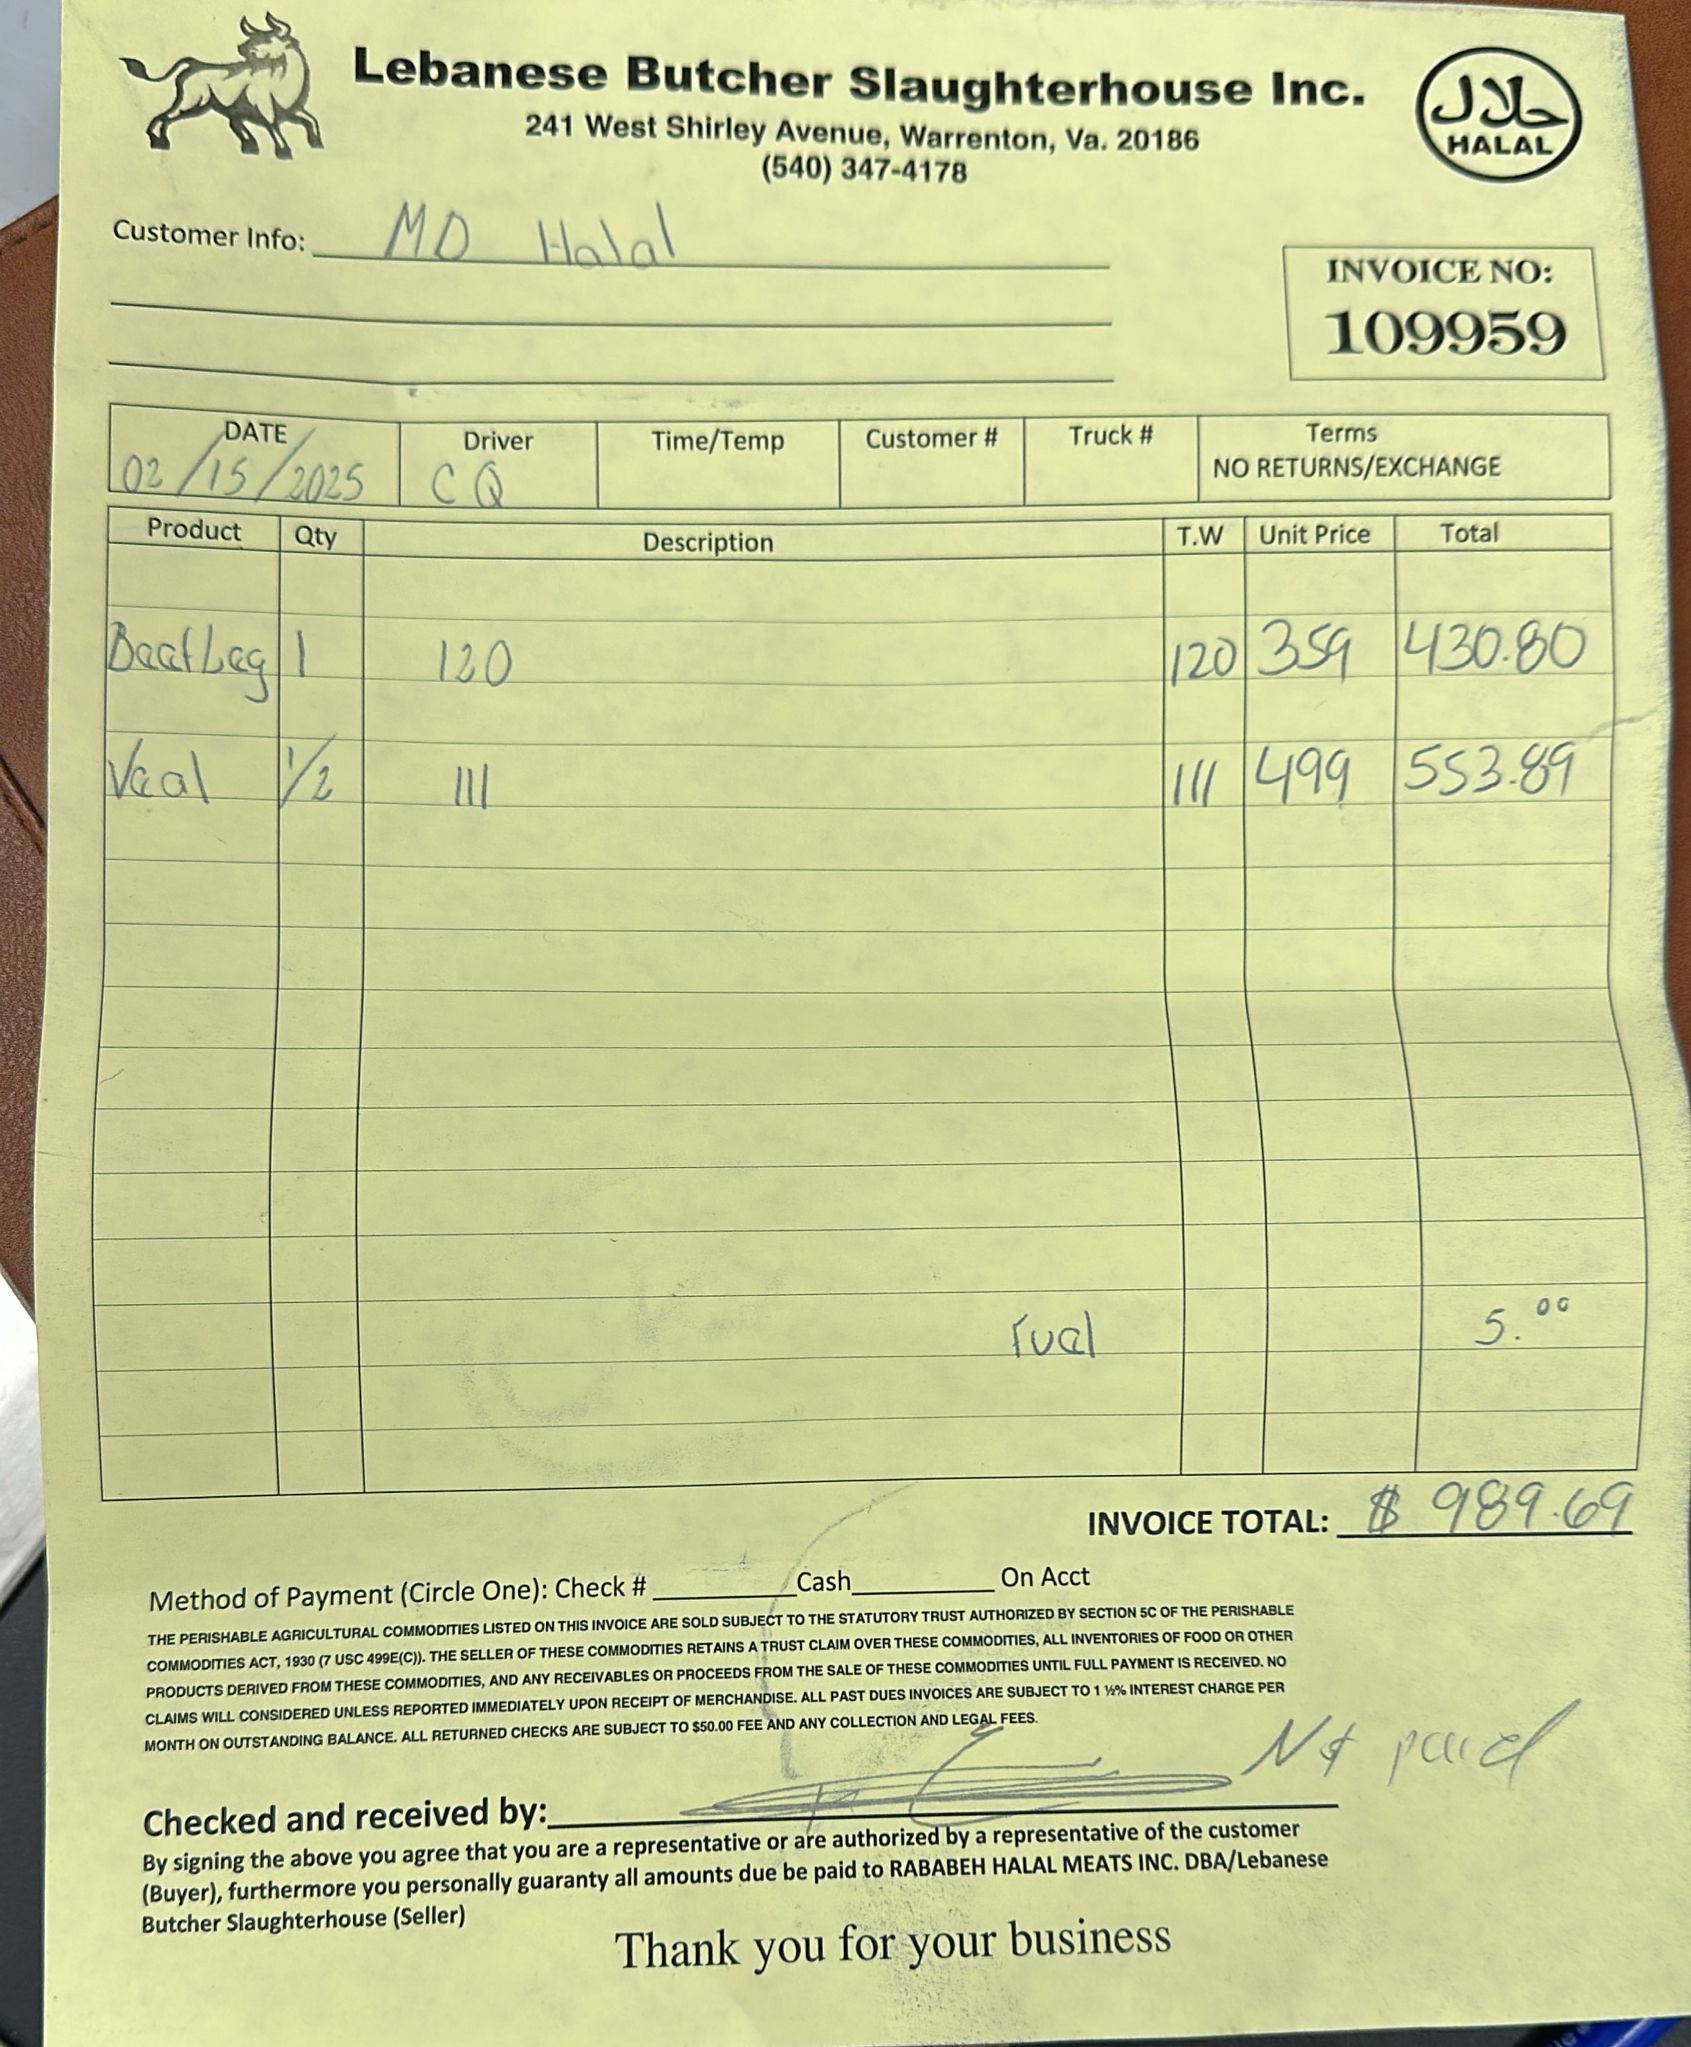 Lebanese Butcher Slaughterhouse Inc.
241 West Shirley Avenue, Warrenton, Va. 20186
(540) 347-4178
حلال
HALAL
Customer Info: MD Halal
INVOICE NO:
109959
DATE Driver Time/Temp Customer # Truck # Terms
02/15/2025 CQ NO RETURNS/EXCHANGE
Product Qty Description T.W Unit Price Total
Beef Leg 1 120 120 359 430.80
Veal 1/2 111 111 499 553.89
Fuel 5.00
INVOICE TOTAL: $ 989.69
Method of Payment (Circle One): Check # Cash On Acct
THE PERISHABLE AGRICULTURAL COMMODITIES LISTED ON THIS INVOICE ARE SOLD SUBJECT TO THE STATUTORY TRUST AUTHORIZED BY SECTION 5C OF THE PERISHABLE
COMMODITIES ACT, 1930 (7 USC 499E(C)). THE SELLER OF THESE COMMODITIES RETAINS A TRUST CLAIM OVER THESE COMMODITIES, ALL INVENTORIES OF FOOD OR OTHER
PRODUCTS DERIVED FROM THESE COMMODITIES, AND ANY RECEIVABLES OR PROCEEDS FROM THE SALE OF THESE COMMODITIES UNTIL FULL PAYMENT IS RECEIVED. NO
CLAIMS WILL CONSIDERED UNLESS REPORTED IMMEDIATELY UPON RECEIPT OF MERCHANDISE. ALL PAST DUES INVOICES ARE SUBJECT TO 1 ½% INTEREST CHARGE PER
MONTH ON OUTSTANDING BALANCE. ALL RETURNED CHECKS ARE SUBJECT TO $50.00 FEE AND ANY COLLECTION AND LEGAL FEES.
Not paid
Checked and received by:
By signing the above you agree that you are a representative or are authorized by a representative of the customer
(Buyer), furthermore you personally guaranty all amounts due be paid to RABABEH HALAL MEATS INC. DBA/Lebanese
Butcher Slaughterhouse (Seller)
Thank you for your business